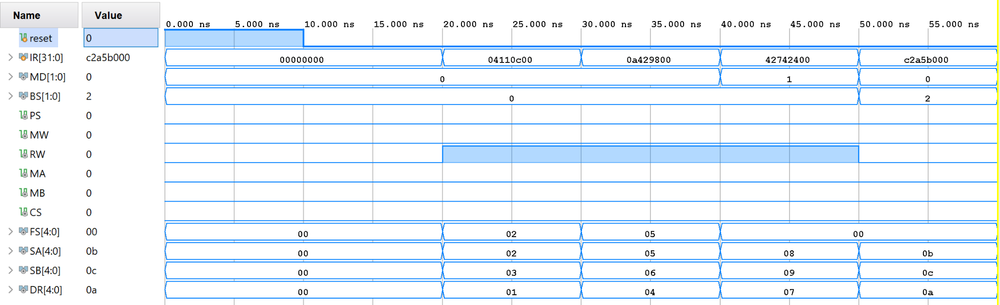 Name Value 0.000 ns 5.000 ns 10.000 ns 15.000 ns 20.000 ns 25.000 ns 30.000 ns 35.000 ns 40.000 ns 45.000 ns 50.000 ns 55.000 ns
reset 0
IR[31:0] c2a5b000 00000000 04110c00 0a429800 42742400 c2a5b000
MD[1:0] 0 0 1 0
BS[1:0] 2 0 2
PS 0
MW 0
RW 0
MA 0
MB 0
CS 0
FS[4:0] 00 00 02 05 00
SA[4:0] 0b 00 02 05 08 0b
SB[4:0] 0c 00 03 06 09 0c
DR[4:0] 0a 00 01 04 07 0a